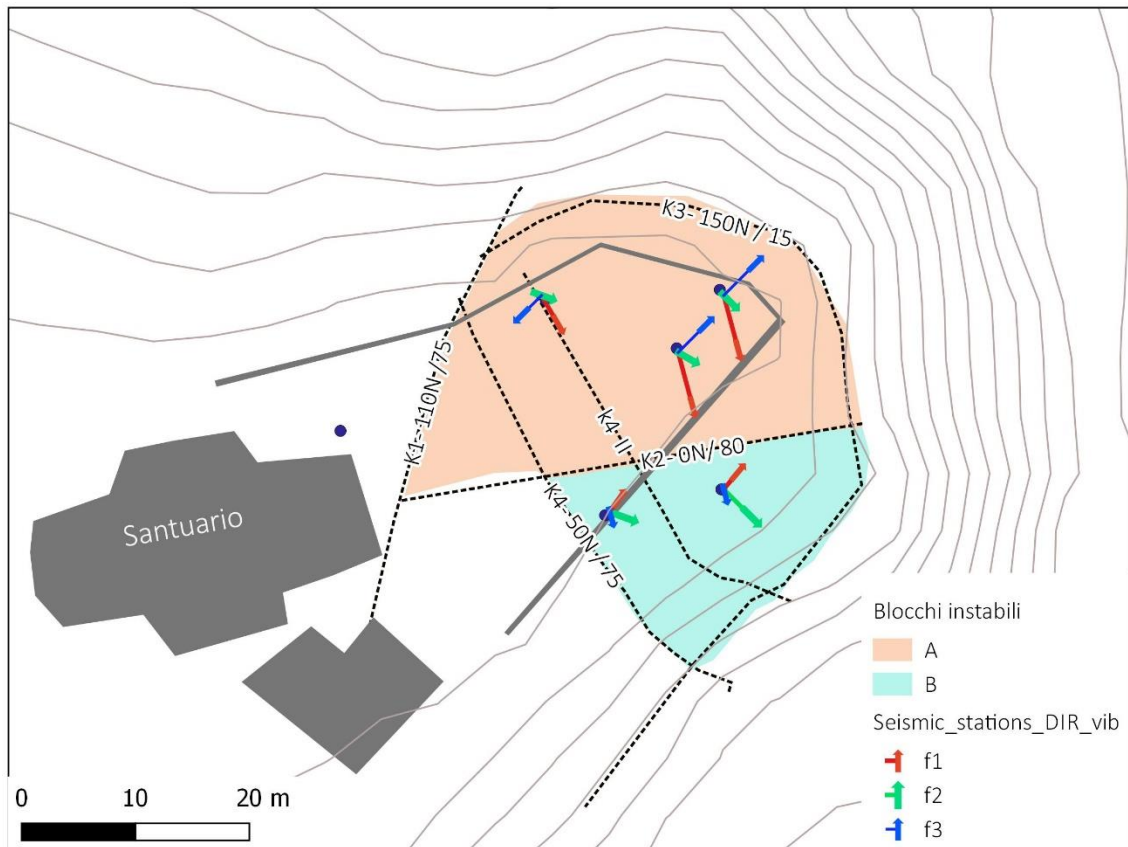 K3- 150N / 15
K1- 110N /75
k4-II
K2- 0N/ 80
K4- 50N / 75
Santuario
Blocchi instabili
A
B
Seismic_stations_DIR_vib
f1
f2
f3
0 10 20 m